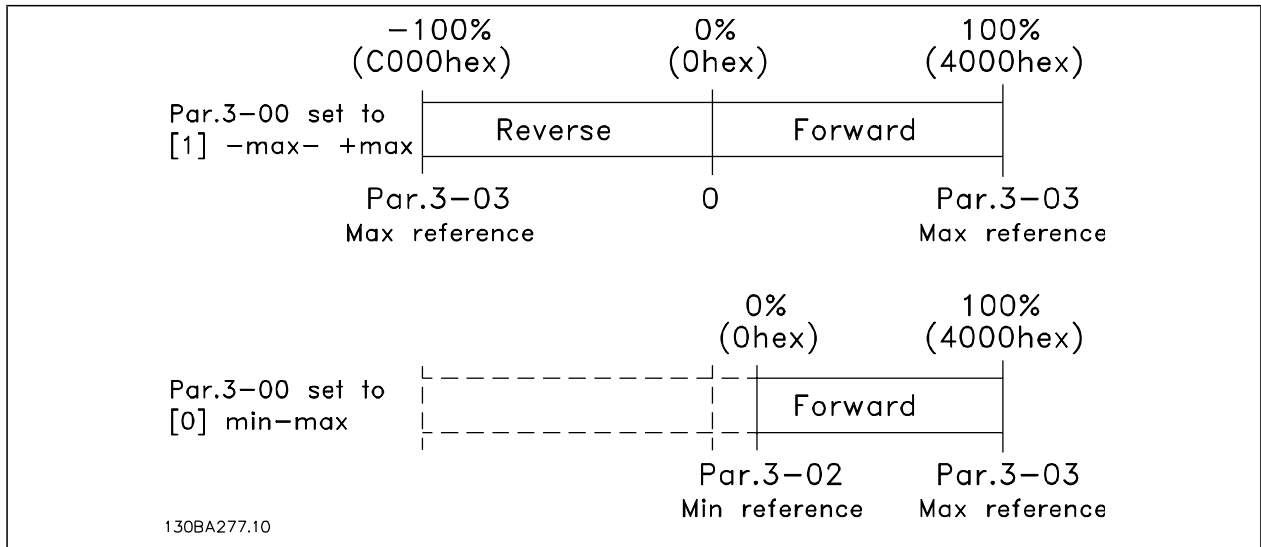 -100% 0% 100%
(C000hex) (0hex) (4000hex)
Par.3-00 set to
[1] -max- +max
Reverse Forward
Par.3-03 0 Par.3-03
Max reference Max reference
0% 100%
(0hex) (4000hex)
Par.3-00 set to
[0] min-max
Forward
Par.3-02 Par.3-03
Min reference Max reference
130BA277.10